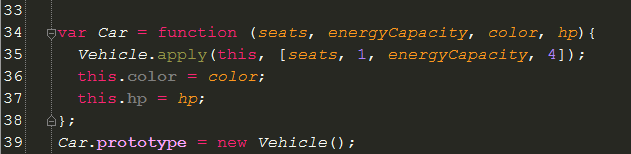 33
34 var Car = function (seats, energyCapacity, color, hp){
35 Vehicle.apply(this, [seats, 1, energyCapacity, 4]);
36 this.color = color;
37 this.hp = hp;
38 };
39 Car.prototype = new Vehicle();